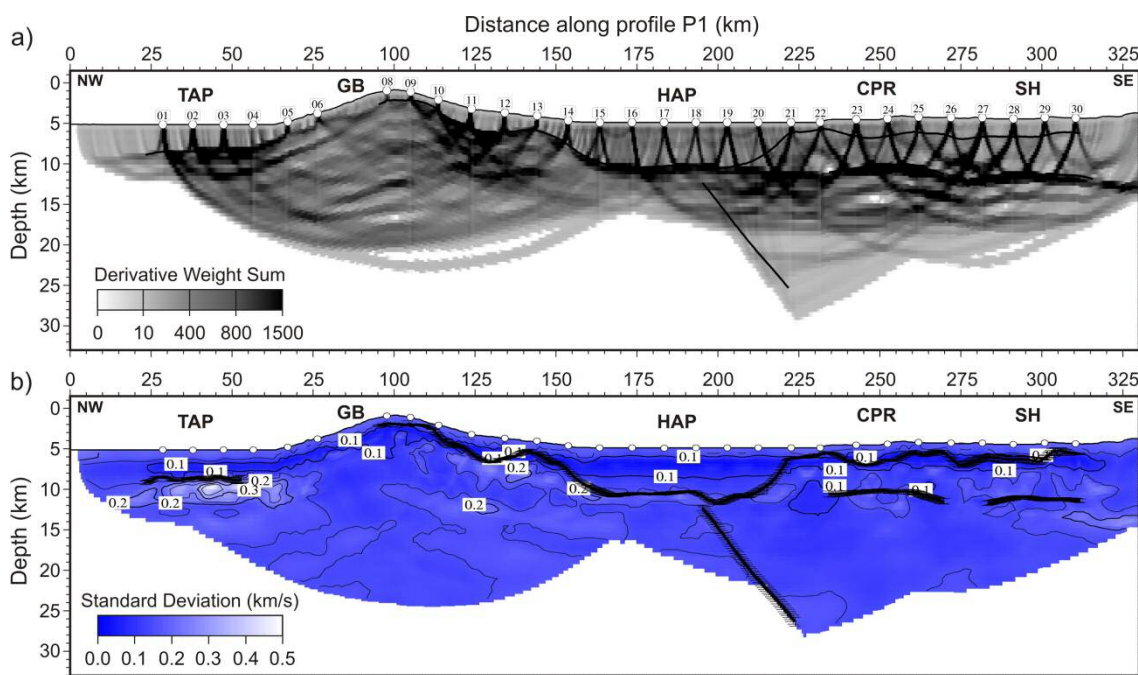 Distance along profile P1 (km)
a)
0 25 50 25 100 125 150 175 200 225 250 275 300 325
NW TAP GB HAP CPR SH SE
01 02 03 04 05 06 08 09 10 11 12 13 14 15 16 17 18 19 20 21 22 23 24 25 26 27 28 29 30
Depth (km)
0
5
10
15
20
25
30
Derivative Weight Sum
0 10 400 800 1500
b)
0 25 50 25 100 125 150 175 200 225 250 275 300 325
NW TAP GB HAP CPR SH SE
Depth (km)
0
5
10
15
20
25
30
0.1 0.1 0.1 0.1 0.1 0.1
0.1 0.2 0.2 0.1 0.1 0.1
0.2 0.2 0.3 0.2 0.2 0.1 0.1
Standard Deviation (km/s)
0.0 0.1 0.2 0.3 0.4 0.5